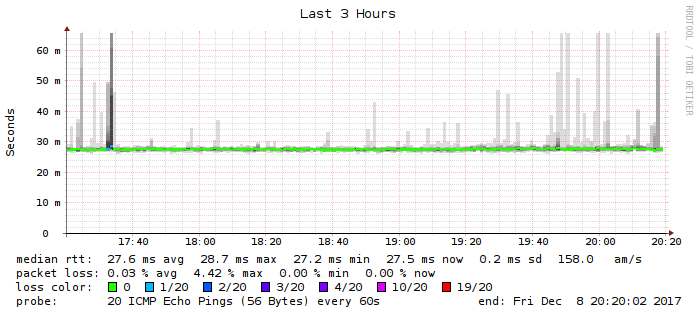 Last 3 Hours
RRDTOOL / TOBI OETIKER
Seconds
60 m
50 m
40 m
30 m
20 m
10 m
0
17:40 18:00 18:20 18:40 19:00 19:20 19:40 20:00 20:20
median rtt: 27.6 ms avg 28.7 ms max 27.2 ms min 27.5 ms now 0.2 ms sd 158.0 am/s
packet loss: 0.03 % avg 4.42 % max 0.00 % min 0.00 % now
loss color: 0 1/20 2/20 3/20 4/20 10/20 19/20
probe: 20 ICMP Echo Pings (56 Bytes) every 60s end: Fri Dec 8 20:20:02 2017